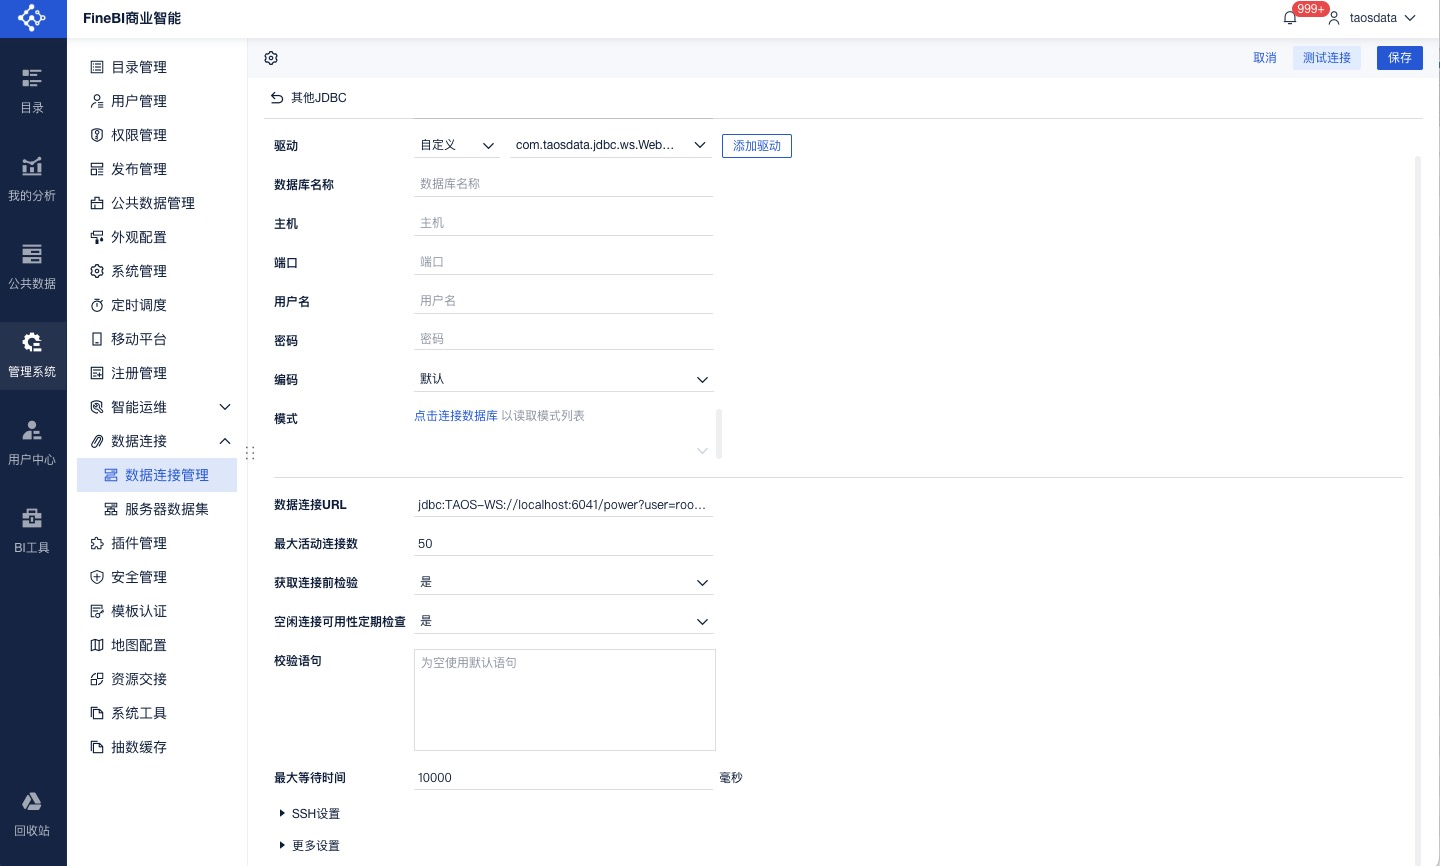 FineBI商业智能
999+
taosdata
目录
我的分析
公共数据
管理系统
用户中心
BI工具
回收站
目录管理
用户管理
权限管理
发布管理
公共数据管理
外观配置
系统管理
定时调度
移动平台
注册管理
智能运维
数据连接
数据连接管理
服务器数据集
插件管理
安全管理
模板认证
地图配置
资源交接
系统工具
抽数缓存
取消 测试连接 保存
其他JDBC
驱动 自定义 com.taosdata.jdbc.ws.Web... 添加驱动
数据库名称 数据库名称
主机 主机
端口 端口
用户名 用户名
密码 密码
编码 默认
模式 点击连接数据库 以读取模式列表
数据连接URL jdbc:TAOS-WS://localhost:6041/power?user=roo...
最大活动连接数 50
获取连接前检验 是
空闲连接可用性定期检查 是
校验语句 为空使用默认语句
最大等待时间 10000 毫秒
SSH设置
更多设置